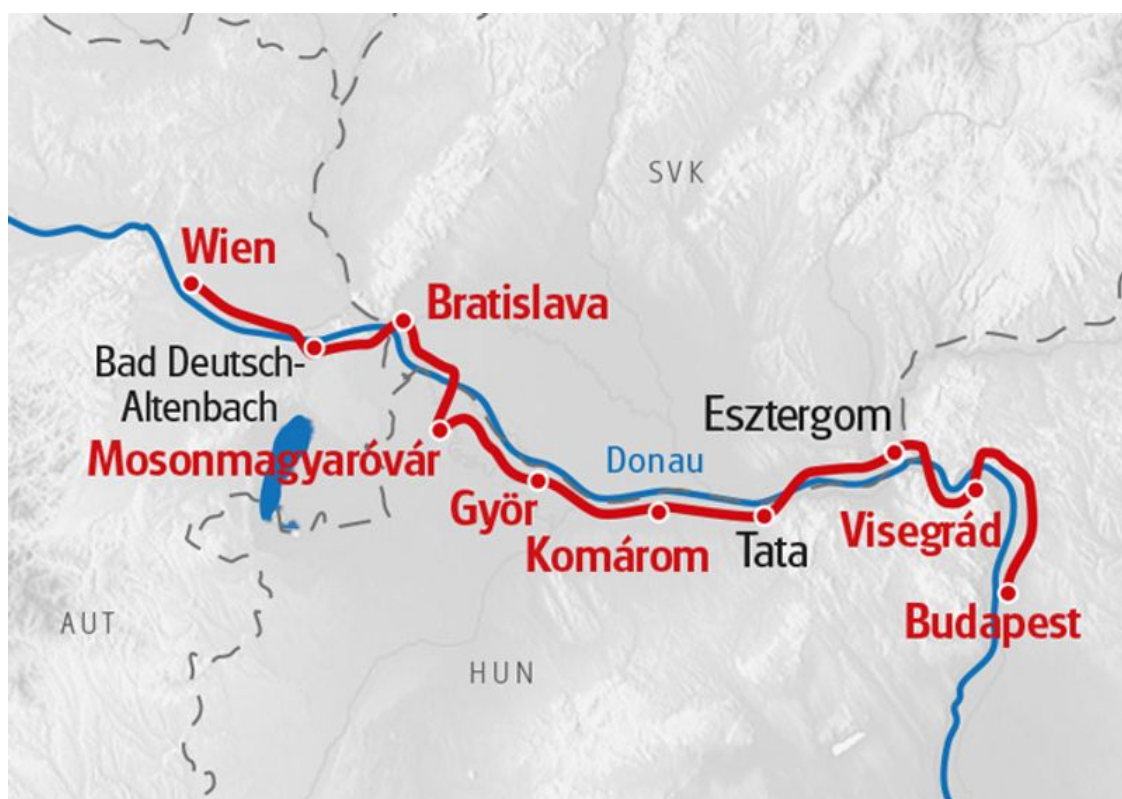 SVK
Wien
Bratislava
Bad Deutsch-
Altenbach
Esztergom
Mosonmagyaróvár
Donau
Györ
Visegrád
Komárom
Tata
AUT
Budapest
HUN